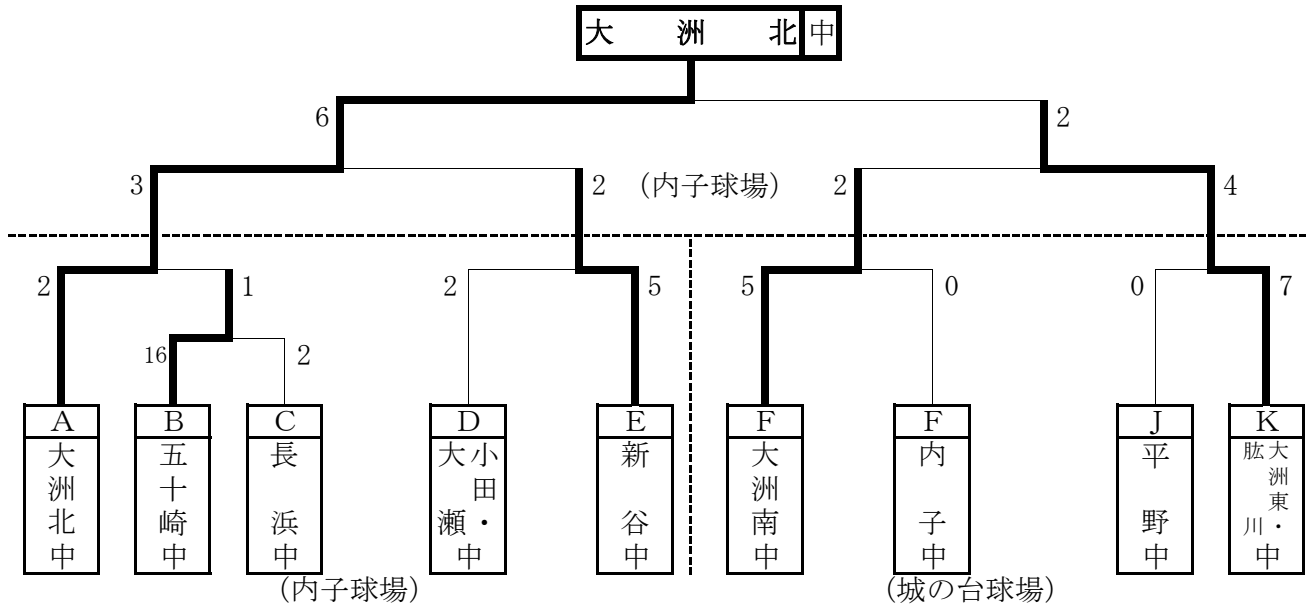 大洲北中
6 2
3 2 (内子球場) 2 4
2 1 2 5 5 0 0 7
16 2
A B C D E F F J K
大洲北中
五十崎中
長浜中
小田・大瀬中
新谷中
大洲南中
内子中
平野中
大洲東・肱川中
(内子球場) (城の台球場)